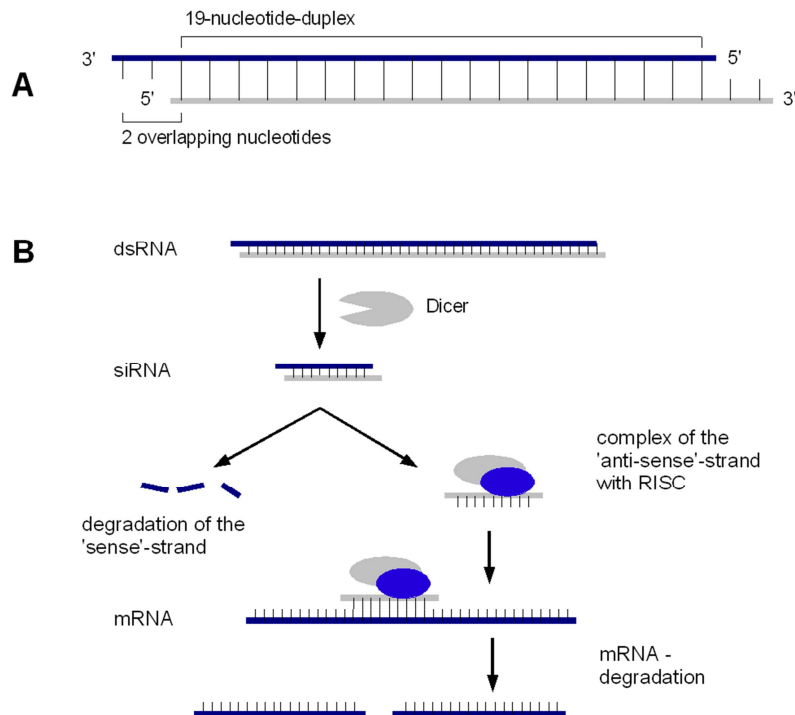 19-nucleotide-duplex
3'
5'
A
5'
3'
2 overlapping nucleotides
B
dsRNA
Dicer
siRNA
complex of the
'anti-sense'-strand
with RISC
degradation of the
'sense'-strand
mRNA
mRNA -
degradation